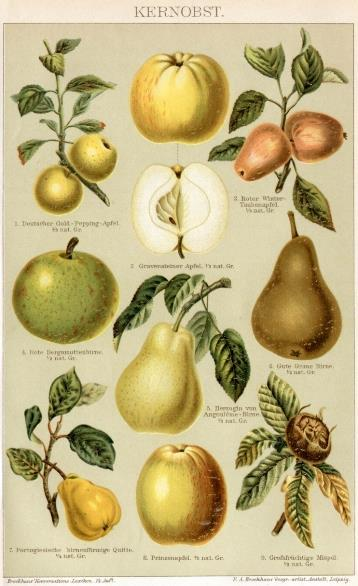 KERNOBST.
1. Deutscher Gold-Pepping-Apfel.
⅔ nat. Gr.
2. Gravensteiner Apfel. ½ nat. Gr.
3. Roter Winter-
Taubenapfel.
⅓ nat. Gr.
4. Rote Bergamottenbirne.
½ nat. Gr.
5. Herzogin von
Angoulême-Birne.
½ nat. Gr.
6. Gute Graue Birne.
½ nat. Gr.
7. Portugiesische birnenförmige Quitte.
¼ nat. Gr.
8. Prinzenapfel. ½ nat. Gr.
9. Großfrüchtige Mispel.
½ nat. Gr.
Brockhaus' Konversations-Lexikon. 14. Aufl.
F. A. Brockhaus' Geogr.-artist. Anstalt, Leipzig.